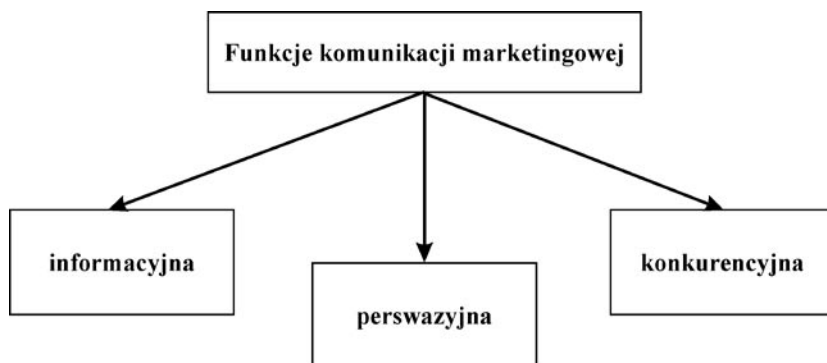 Funkcje komunikacji marketingowej
informacyjna
perswazyjna
konkurencyjna